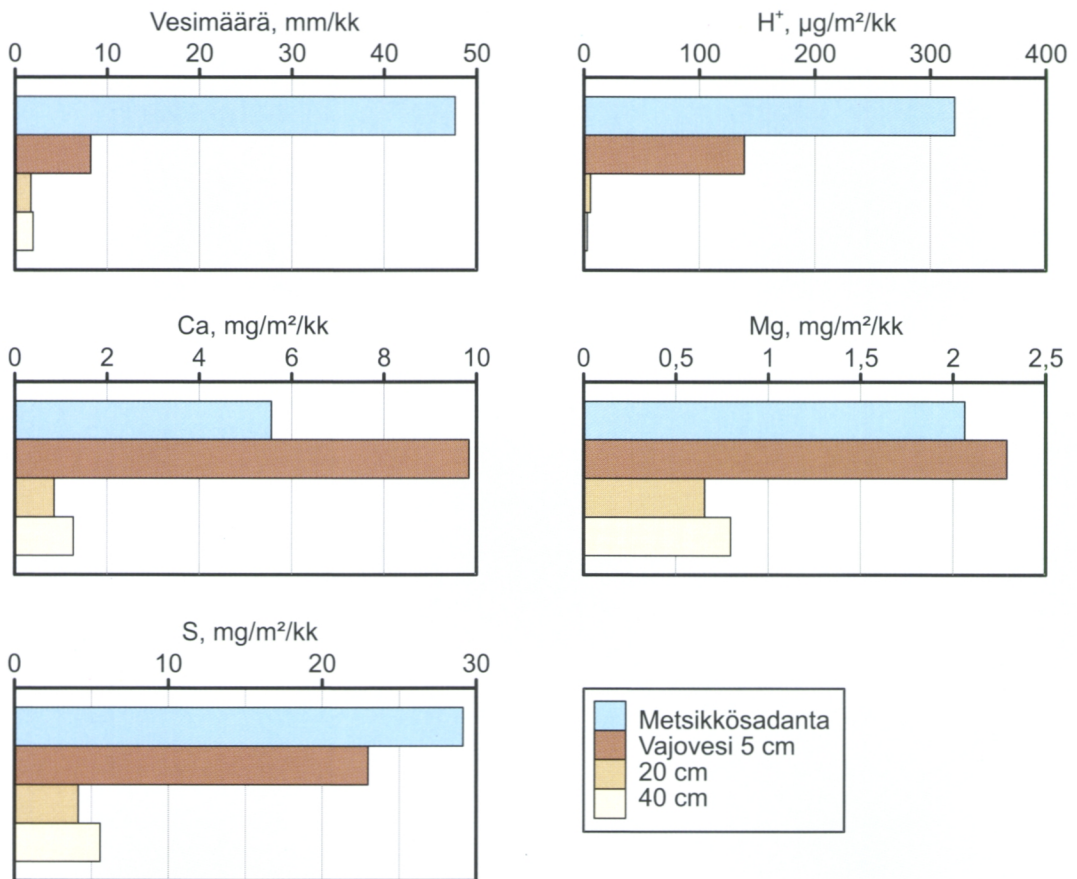 Vesimäärä, mm/kk
0 10 20 30 40 50
H⁺, µg/m²/kk
0 100 200 300 400
Ca, mg/m²/kk
0 2 4 6 8 10
Mg, mg/m²/kk
0 0,5 1 1,5 2 2,5
S, mg/m²/kk
0 10 20 30
Metsikkösadanta
Vajovesi 5 cm
20 cm
40 cm